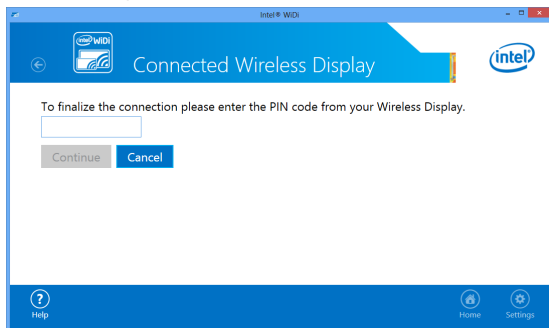 Intel® WiDi
intel WiDi
Connected Wireless Display
intel
To finalize the connection please enter the PIN code from your Wireless Display.
Continue
Cancel
?
Help
Home
Settings